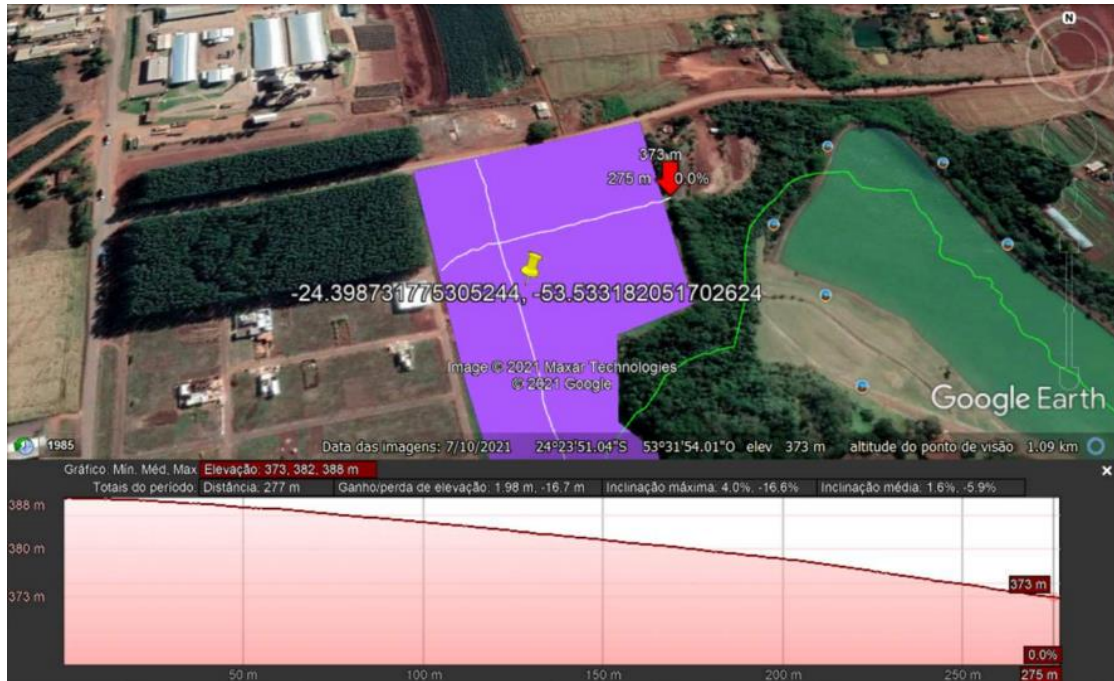 N
373 m
275 m 0.0%
-24.398731775305244, -53.533182051702624
Image © 2021 Maxar Technologies
© 2021 Google
Google Earth
1985
Data das imagens: 7/10/2021 24°23'51.04"S 53°31'54.01"O elev 373 m altitude do ponto de visão 1.09 km
Gráfico: Mín. Méd, Max Elevação: 373, 382, 388 m
Totais do período: Distância: 277 m Ganho/perda de elevação: 1.98 m, -16.7 m Inclinação máxima: 4.0%, -16.6% Inclinação média: 1.6%, -5.9%
388 m
380 m
373 m
373 m
0.0%
50 m 100 m 150 m 200 m 250 m 275 m